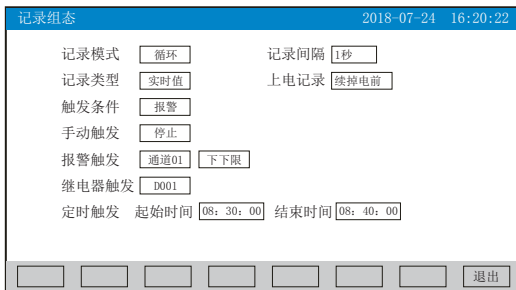 记录组态 2018-07-24 16:20:22
记录模式 循环 记录间隔 1秒
记录类型 实时值 上电记录 续掉电前
触发条件 报警
手动触发 停止
报警触发 通道01 下下限
继电器触发 D001
定时触发 起始时间 08：30：00 结束时间 08：40：00
退出